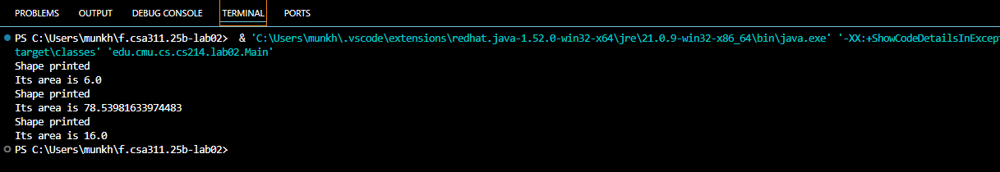 PROBLEMS OUTPUT DEBUG CONSOLE TERMINAL PORTS
PS C:\Users\munkh\f.csa311.25b-lab02> & 'C:\Users\munkh\.vscode\extensions\redhat.java-1.52.0-win32-x64\jre\21.0.9-win32-x86_64\bin\java.exe' '-XX:+ShowCodeDetailsInExcept
target\classes' 'edu.cmu.cs.cs214.lab02.Main'
Shape printed
Its area is 6.0
Shape printed
Its area is 78.53981633974483
Shape printed
Its area is 16.0
PS C:\Users\munkh\f.csa311.25b-lab02>